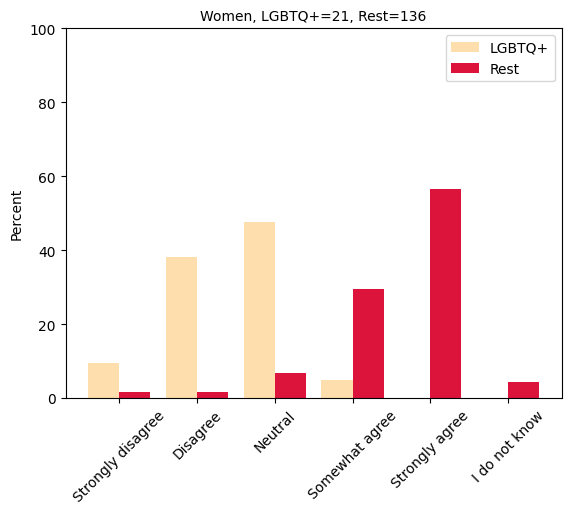 Women, LGBTQ+=21, Rest=136
100
80
60
40
20
0
Percent
LGBTQ+
Rest
Strongly disagree
Disagree
Neutral
Somewhat agree
Strongly agree
I do not know